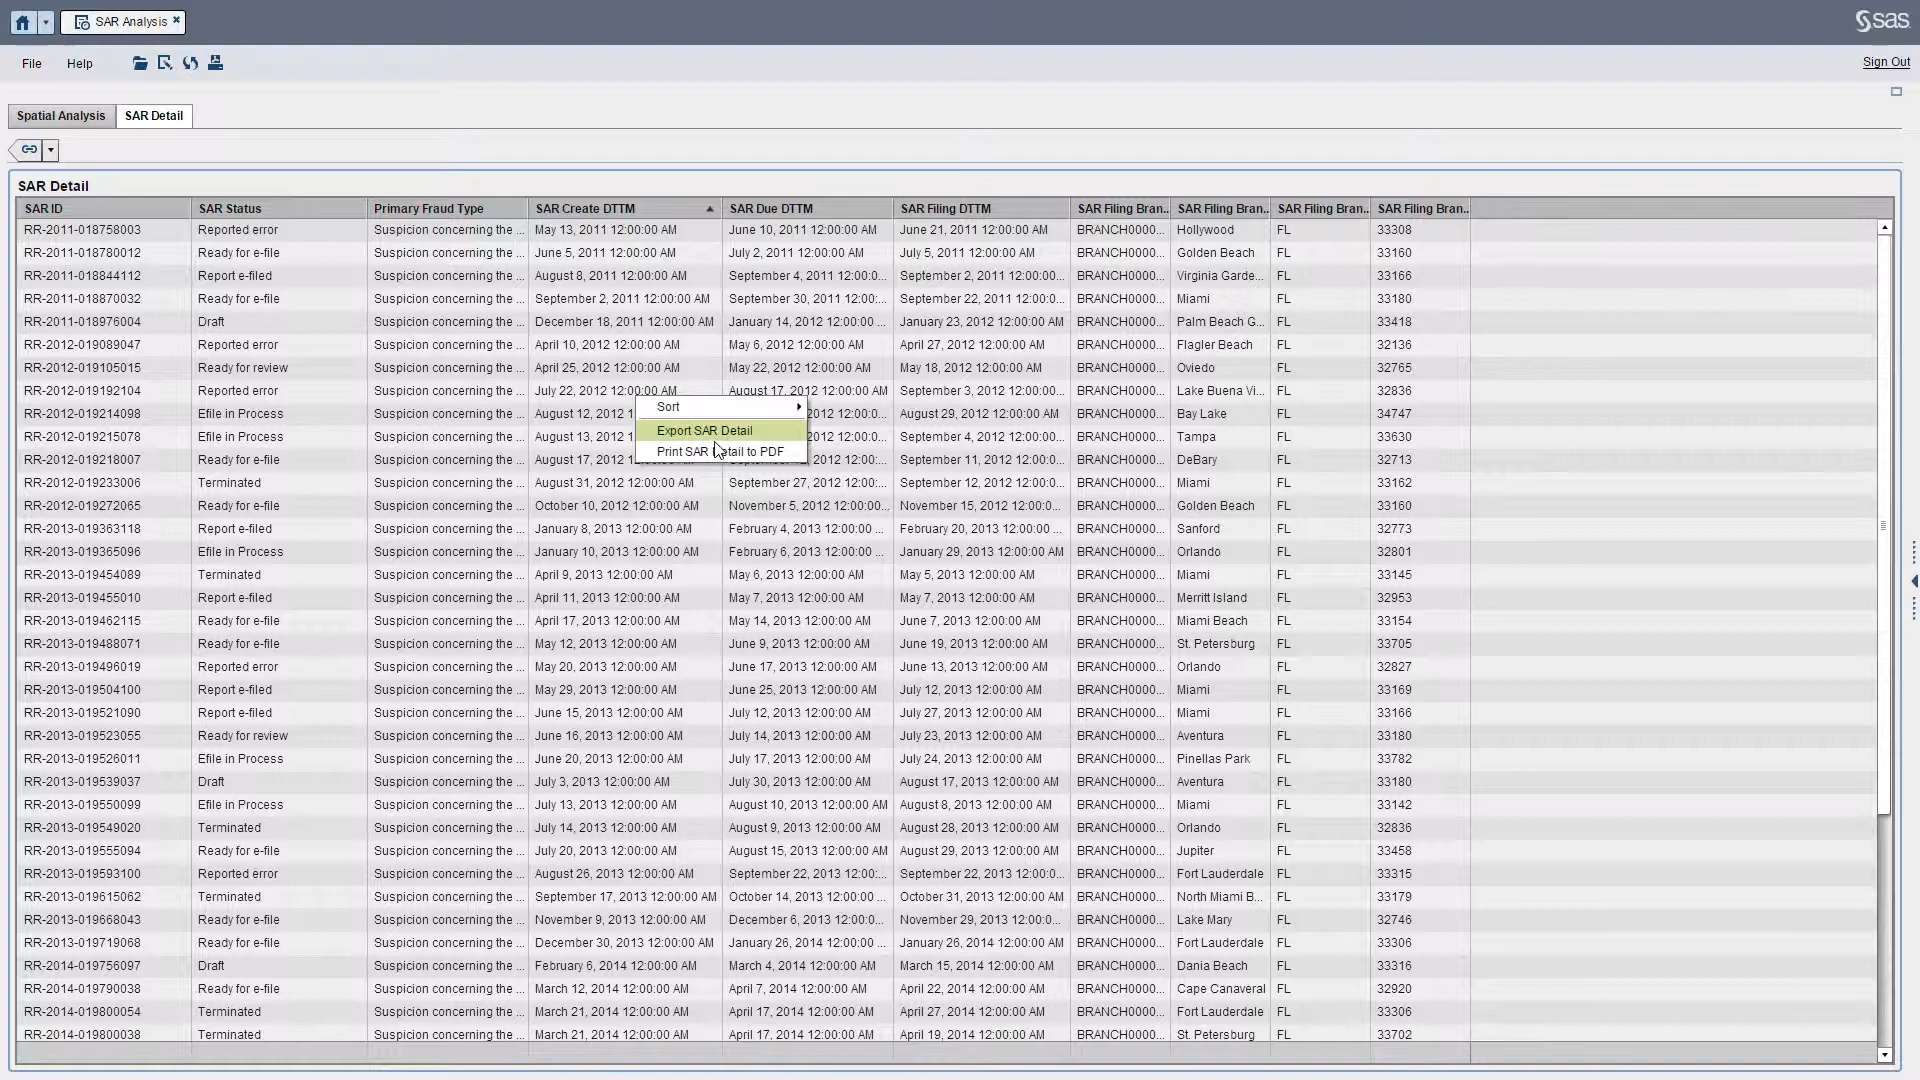 SAR Analysis
sas
File Help
Sign Out
Spatial Analysis SAR Detail
SAR Detail
SAR ID SAR Status Primary Fraud Type SAR Create DTTM SAR Due DTTM SAR Filing DTTM SAR Filing Bran.. SAR Filing Bran.. SAR Filing Bran.. SAR Filing Bran..
RR-2011-018758003 Reported error Suspicion concerning the ... May 13, 2011 12:00:00 AM June 10, 2011 12:00:00 AM June 21, 2011 12:00:00 AM BRANCH0000... Hollywood FL 33308
RR-2011-018780012 Ready for e-file Suspicion concerning the ... June 5, 2011 12:00:00 AM July 2, 2011 12:00:00 AM July 5, 2011 12:00:00 AM BRANCH0000... Golden Beach FL 33160
RR-2011-018844112 Report e-filed Suspicion concerning the ... August 8, 2011 12:00:00 AM September 4, 2011 12:00:0... September 2, 2011 12:00:00... BRANCH0000... Virginia Garde... FL 33166
RR-2011-018870032 Ready for e-file Suspicion concerning the ... September 2, 2011 12:00:00 AM September 30, 2011 12:00:... September 22, 2011 12:00:0... BRANCH0000... Miami FL 33180
RR-2011-018976004 Draft Suspicion concerning the ... December 18, 2011 12:00:00 AM January 14, 2012 12:00:00 ... January 23, 2012 12:00:00 AM BRANCH0000... Palm Beach G... FL 33418
RR-2012-019089047 Reported error Suspicion concerning the ... April 10, 2012 12:00:00 AM May 6, 2012 12:00:00 AM April 27, 2012 12:00:00 AM BRANCH0000... Flagler Beach FL 32136
RR-2012-019105015 Ready for review Suspicion concerning the ... April 25, 2012 12:00:00 AM May 22, 2012 12:00:00 AM May 18, 2012 12:00:00 AM BRANCH0000... Oviedo FL 32765
RR-2012-019192104 Reported error Suspicion concerning the ... July 22, 2012 12:00:00 AM August 17, 2012 12:00:00 AM September 3, 2012 12:00:00... BRANCH0000... Lake Buena Vi... FL 32836
Sort
RR-2012-019214098 Efile in Process Suspicion concerning the ... August 12, 2012 1 2012 12:00:0... August 29, 2012 12:00:00 AM BRANCH0000... Bay Lake FL 34747
Export SAR Detail
RR-2012-019215078 Efile in Process Suspicion concerning the ... August 13, 2012 1 2012 12:00:0... September 4, 2012 12:00:00... BRANCH0000... Tampa FL 33630
Print SAR Detail to PDF
RR-2012-019218007 Ready for e-file Suspicion concerning the ... August 17, 2012 September 11, 2012 12:00:0... BRANCH0000... DeBary FL 32713
RR-2012-019233006 Terminated Suspicion concerning the ... August 31, 2012 12:00:00 AM September 27, 2012 12:00:... September 12, 2012 12:00:0... BRANCH0000... Miami FL 33162
RR-2012-019272065 Ready for e-file Suspicion concerning the ... October 10, 2012 12:00:00 AM November 5, 2012 12:00:0... November 15, 2012 12:00:0... BRANCH0000... Golden Beach FL 33160
RR-2013-019363118 Report e-filed Suspicion concerning the ... January 8, 2013 12:00:00 AM February 4, 2013 12:00:00 ... February 20, 2013 12:00:00 ... BRANCH0000... Sanford FL 32773
RR-2013-019365096 Efile in Process Suspicion concerning the ... January 10, 2013 12:00:00 AM February 6, 2013 12:00:00 ... January 29, 2013 12:00:00 AM BRANCH0000... Orlando FL 32801
RR-2013-019454089 Terminated Suspicion concerning the ... April 9, 2013 12:00:00 AM May 6, 2013 12:00:00 AM May 5, 2013 12:00:00 AM BRANCH0000... Miami FL 33145
RR-2013-019455010 Report e-filed Suspicion concerning the ... April 11, 2013 12:00:00 AM May 7, 2013 12:00:00 AM May 7, 2013 12:00:00 AM BRANCH0000... Merritt Island FL 32953
RR-2013-019462115 Ready for e-file Suspicion concerning the ... April 17, 2013 12:00:00 AM May 14, 2013 12:00:00 AM June 7, 2013 12:00:00 AM BRANCH0000... Miami Beach FL 33154
RR-2013-019488071 Ready for e-file Suspicion concerning the ... May 12, 2013 12:00:00 AM June 9, 2013 12:00:00 AM June 19, 2013 12:00:00 AM BRANCH0000... St. Petersburg FL 33705
RR-2013-019496019 Reported error Suspicion concerning the ... May 20, 2013 12:00:00 AM June 17, 2013 12:00:00 AM June 13, 2013 12:00:00 AM BRANCH0000... Orlando FL 32827
RR-2013-019504100 Report e-filed Suspicion concerning the ... May 29, 2013 12:00:00 AM June 25, 2013 12:00:00 AM July 12, 2013 12:00:00 AM BRANCH0000... Miami FL 33169
RR-2013-019521090 Report e-filed Suspicion concerning the ... June 15, 2013 12:00:00 AM July 12, 2013 12:00:00 AM July 27, 2013 12:00:00 AM BRANCH0000... Miami FL 33166
RR-2013-019523055 Ready for review Suspicion concerning the ... June 16, 2013 12:00:00 AM July 14, 2013 12:00:00 AM July 20, 2013 12:00:00 AM BRANCH0000... Aventura FL 33180
RR-2013-019526011 Efile in Process Suspicion concerning the ... June 20, 2013 12:00:00 AM July 17, 2013 12:00:00 AM July 24, 2013 12:00:00 AM BRANCH0000... Pinellas Park FL 33782
RR-2013-019539037 Draft Suspicion concerning the ... July 3, 2013 12:00:00 AM July 30, 2013 12:00:00 AM August 17, 2013 12:00:00 AM BRANCH0000... Aventura FL 33180
RR-2013-019550099 Efile in Process Suspicion concerning the ... July 13, 2013 12:00:00 AM August 10, 2013 12:00:00 AM August 8, 2013 12:00:00 AM BRANCH0000... Miami FL 33142
RR-2013-019549020 Terminated Suspicion concerning the ... July 14, 2013 12:00:00 AM August 9, 2013 12:00:00 AM August 28, 2013 12:00:00 AM BRANCH0000... Orlando FL 32836
RR-2013-019555094 Ready for e-file Suspicion concerning the ... July 20, 2013 12:00:00 AM August 15, 2013 12:00:00 AM August 29, 2013 12:00:00 AM BRANCH0000... Jupiter FL 33458
RR-2013-019593100 Reported error Suspicion concerning the ... August 26, 2013 12:00:00 AM September 22, 2013 12:00:... September 22, 2013 12:00:0... BRANCH0000... Fort Lauderdale FL 33315
RR-2013-019615062 Terminated Suspicion concerning the ... September 17, 2013 12:00:00 AM October 14, 2013 12:00:00 ... October 31, 2013 12:00:00 AM BRANCH0000... North Miami B... FL 33179
RR-2013-019668043 Ready for e-file Suspicion concerning the ... November 9, 2013 12:00:00 AM December 6, 2013 12:00:0... November 29, 2013 12:00:0... BRANCH0000... Lake Mary FL 32746
RR-2013-019719068 Ready for e-file Suspicion concerning the ... December 30, 2013 12:00:00 AM January 26, 2014 12:00:00 ... January 26, 2014 12:00:00 AM BRANCH0000... Fort Lauderdale FL 33306
RR-2014-019756097 Draft Suspicion concerning the ... February 6, 2014 12:00:00 AM March 4, 2014 12:00:00 AM March 15, 2014 12:00:00 AM BRANCH0000... Dania Beach FL 33316
RR-2014-019790038 Ready for e-file Suspicion concerning the ... March 12, 2014 12:00:00 AM April 7, 2014 12:00:00 AM April 22, 2014 12:00:00 AM BRANCH0000... Cape Canaveral FL 32920
RR-2014-019800054 Terminated Suspicion concerning the ... March 21, 2014 12:00:00 AM April 17, 2014 12:00:00 AM April 27, 2014 12:00:00 AM BRANCH0000... Fort Lauderdale FL 33306
RR-2014-019800038 Terminated Suspicion concerning the ... March 21, 2014 12:00:00 AM April 17, 2014 12:00:00 AM April 19, 2014 12:00:00 AM BRANCH0000... St. Petersburg FL 33702